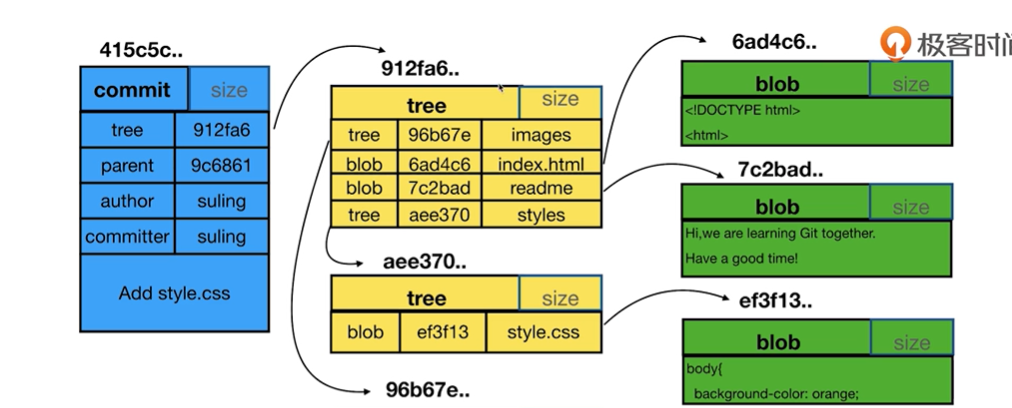 415c5c..
commit size
tree 912fa6
parent 9c6861
author suling
committer suling
Add style.css
912fa6..
tree size
tree 96b67e images
blob 6ad4c6 index.html
blob 7c2bad readme
tree aee370 styles
aee370..
tree size
blob ef3f13 style.css
96b67e..
极客时间
6ad4c6..
blob size
<!DOCTYPE html>
<html>
7c2bad..
blob size
Hi,we are learning Git together.
Have a good time!
ef3f13..
blob size
body{
background-color: orange;